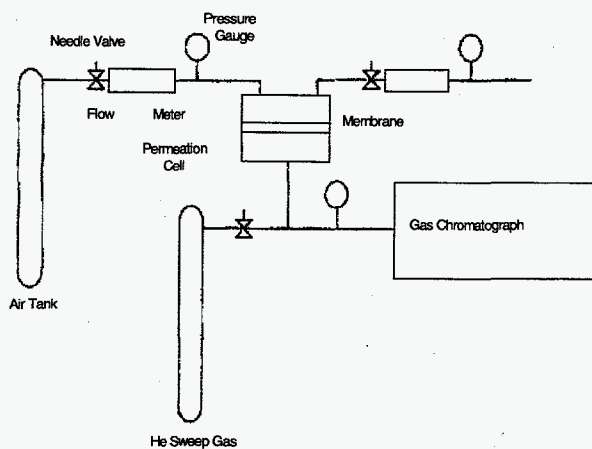 Pressure
Gauge
Needle Valve
Flow Meter
Membrane
Permeation
Cell
Gas Chromatograph
Air Tank
He Sweep Gas